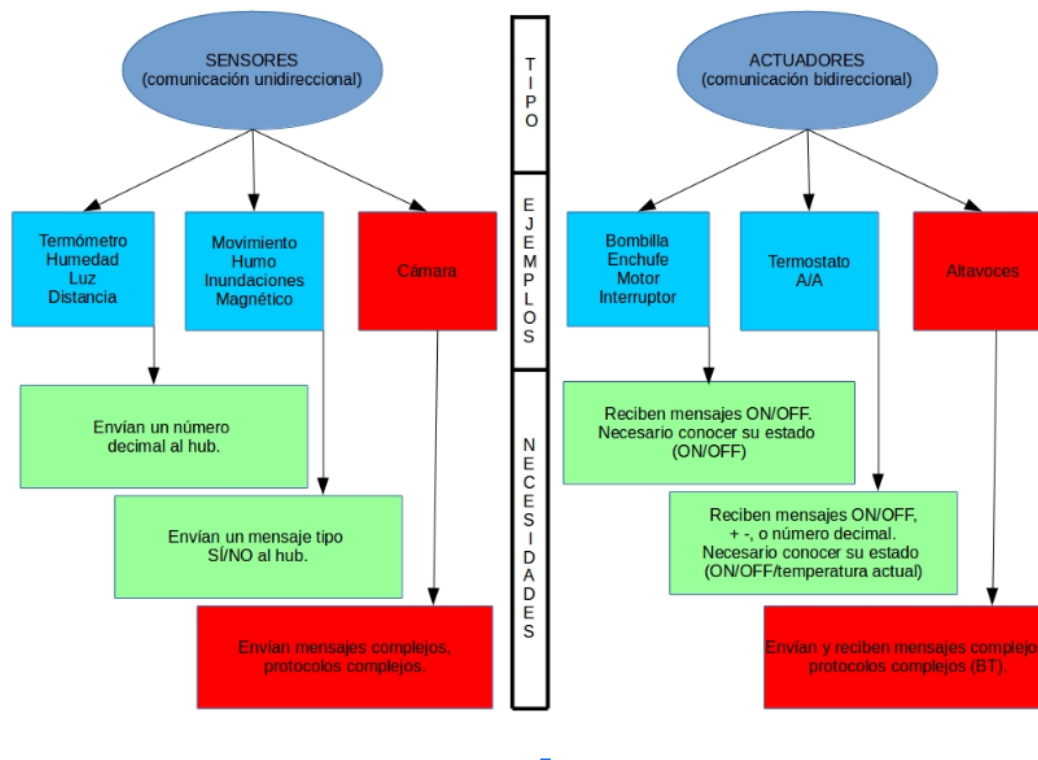 SENSORES
(comunicación unidireccional)
TIPO
ACTUADORES
(comunicación bidireccional)
Termómetro
Humedad
Luz
Distancia
Movimiento
Humo
Inundaciones
Magnético
Cámara
EJEMPLOS
Bombilla
Enchufe
Motor
Interruptor
Termostato
A/A
Altavoces
Envían un número
decimal al hub.
Envían un mensaje tipo
SÍ/NO al hub.
Envían mensajes complejos,
protocolos complejos.
NECESIDADES
Reciben mensajes ON/OFF.
Necesario conocer su estado
(ON/OFF)
Reciben mensajes ON/OFF,
+ -, o número decimal.
Necesario conocer su estado
(ON/OFF/temperatura actual)
Envían y reciben mensajes complejo
protocolos complejos (BT).